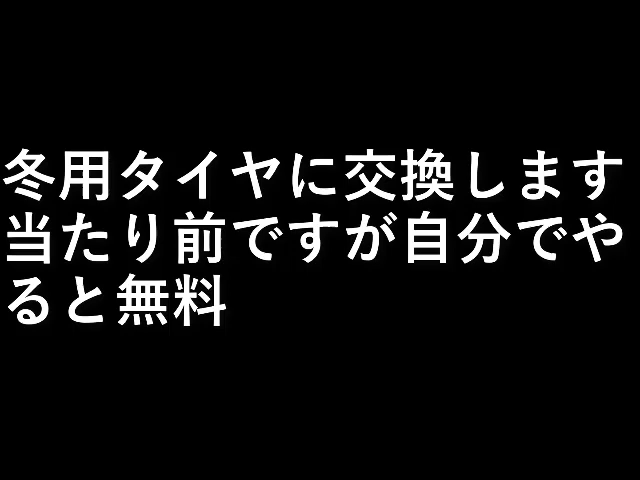 冬用タイヤに交換します
当たり前ですが自分でや
ると無料